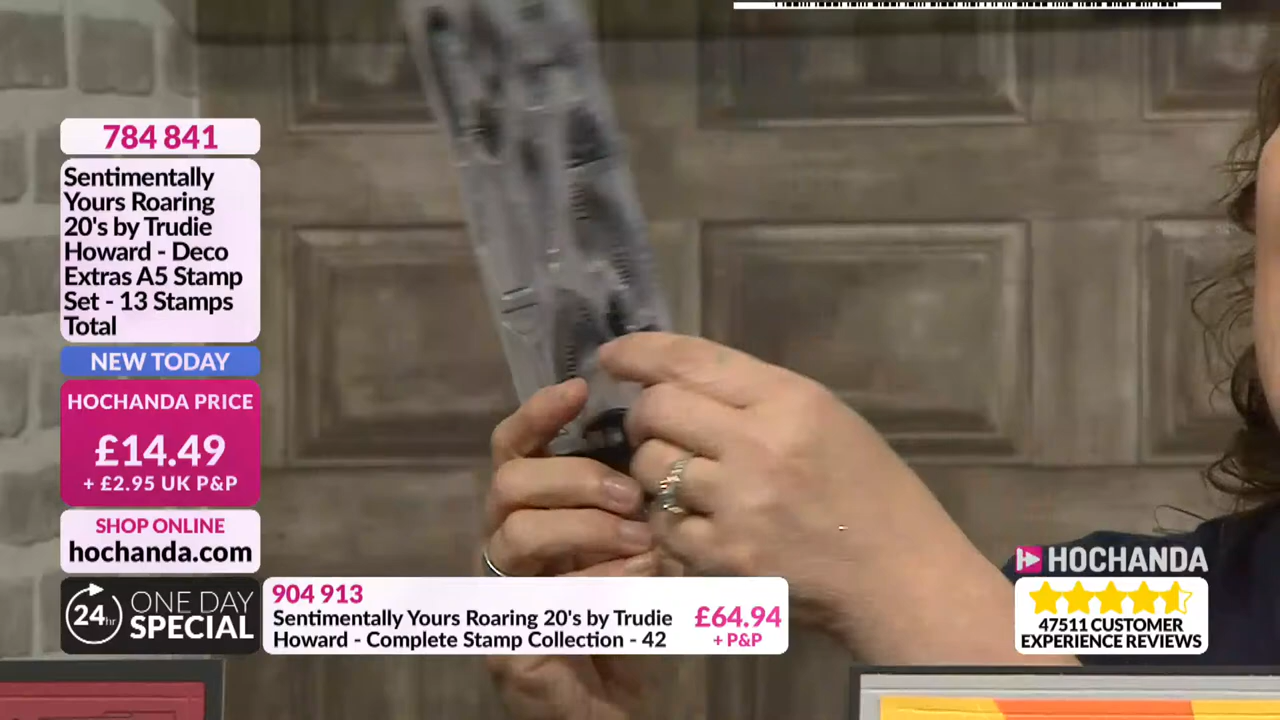 784 841
Sentimentally
Yours Roaring
20's by Trudie
Howard - Deco
Extras A5 Stamp
Set - 13 Stamps
Total
NEW TODAY
HOCHANDA PRICE
£14.49
+ £2.95 UK P&P
SHOP ONLINE
hochanda.com
24hr
ONE DAY
SPECIAL
904 913
Sentimentally Yours Roaring 20's by Trudie
Howard - Complete Stamp Collection - 42
£64.94
+ P&P
HOCHANDA
47511 CUSTOMER
EXPERIENCE REVIEWS